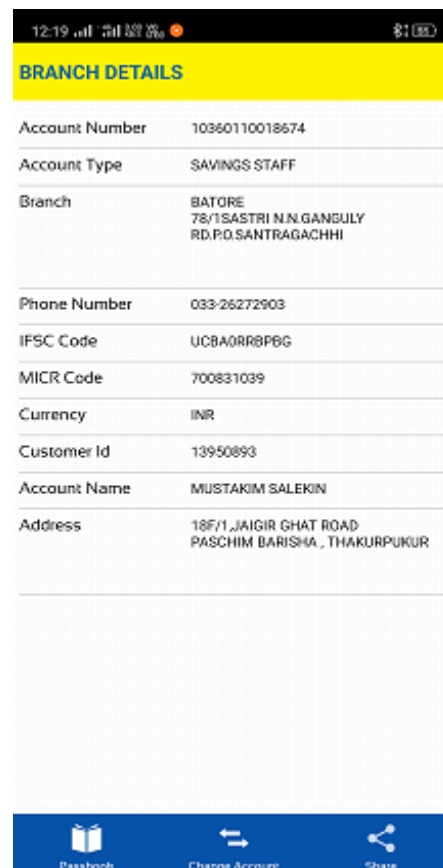 12:19
BRANCH DETAILS
Account Number 10360110018674
Account Type SAVINGS STAFF
Branch BATORE
78/1SASTRI N.N.GANGULY
RD.P.O.SANTRAGACHHI
Phone Number 033-26272903
IFSC Code UCBA0RRBPBG
MICR Code 700831039
Currency INR
Customer Id 13950893
Account Name MUSTAKIM SALEKIN
Address 18F/1,JAIGIR GHAT ROAD
PASCHIM BARISHA , THAKURPUKUR
Passbook Change Account Share